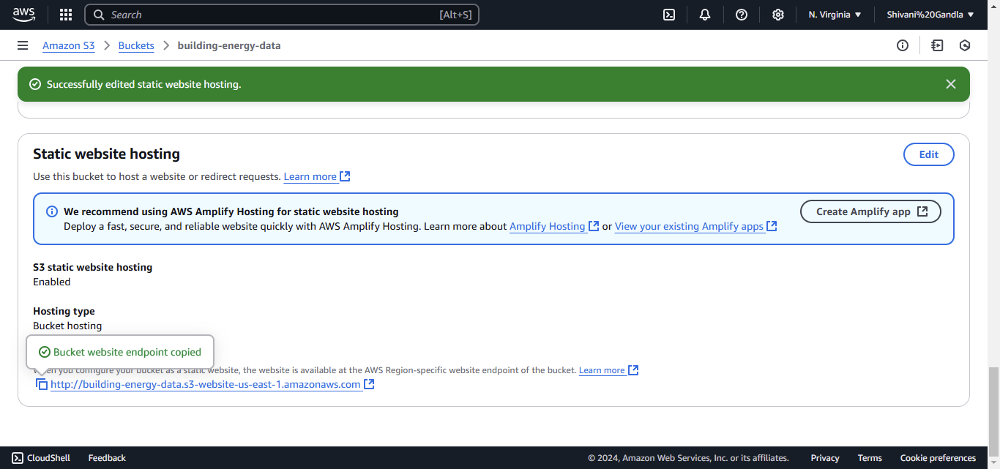 aws Search [Alt+S] N. Virginia Shivani%20Gandla
Amazon S3 Buckets building-energy-data
Successfully edited static website hosting.
Static website hosting Edit
Use this bucket to host a website or redirect requests. Learn more
We recommend using AWS Amplify Hosting for static website hosting
Create Amplify app
Deploy a fast, secure, and reliable website quickly with AWS Amplify Hosting. Learn more about Amplify Hosting or View your existing Amplify apps
S3 static website hosting
Enabled
Hosting type
Bucket hosting
Bucket website endpoint copied
When you configure your bucket as a static website, the website is available at the AWS Region-specific website endpoint of the bucket. Learn more
http://building-energy-data.s3-website-us-east-1.amazonaws.com
CloudShell Feedback © 2024, Amazon Web Services, Inc. or its affiliates. Privacy Terms Cookie preferences